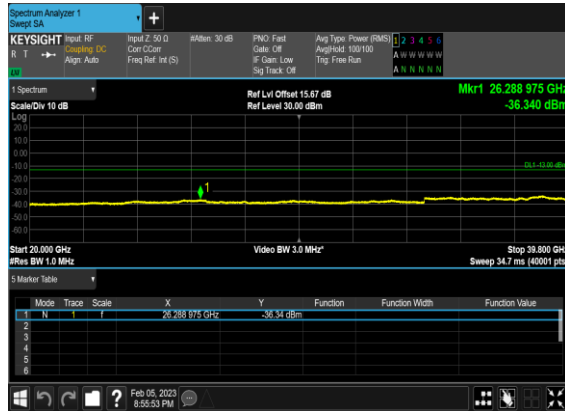 Spectrum Analyzer 1
Swept SA
+
KEYSIGHT Input: RF Input Z: 50 Ω #Atten: 30 dB PNO: Fast Avg Type: Power (RMS) 1 2 3 4 5 6
R T Coupling: DC Corr CCorr Gate: Off Avg|Hold: 100/100 A W W W W W
Align: Auto Freq Ref: Int (S) IF Gain: Low Trig: Free Run
LW Sig Track: Off A N N N N N
1 Spectrum Ref Lvl Offset 15.67 dB Mkr1 26.288 975 GHz
Scale/Div 10 dB Ref Level 30.00 dBm -36.340 dBm
Log
20.0
10.0
0.00
-10.0 DL1 -13.00 dBm
-20.0
-30.0 1
-40.0
-50.0
-60.0
Start 20.000 GHz Video BW 3.0 MHz* Stop 39.800 GHz
#Res BW 1.0 MHz Sweep 34.7 ms (40001 pts)
5 Marker Table
Mode Trace Scale X Y Function Function Width Function Value
1 N 1 f 26.288 975 GHz -36.34 dBm
2
3
4
5
6
? Feb 05, 2023
8:55:53 PM